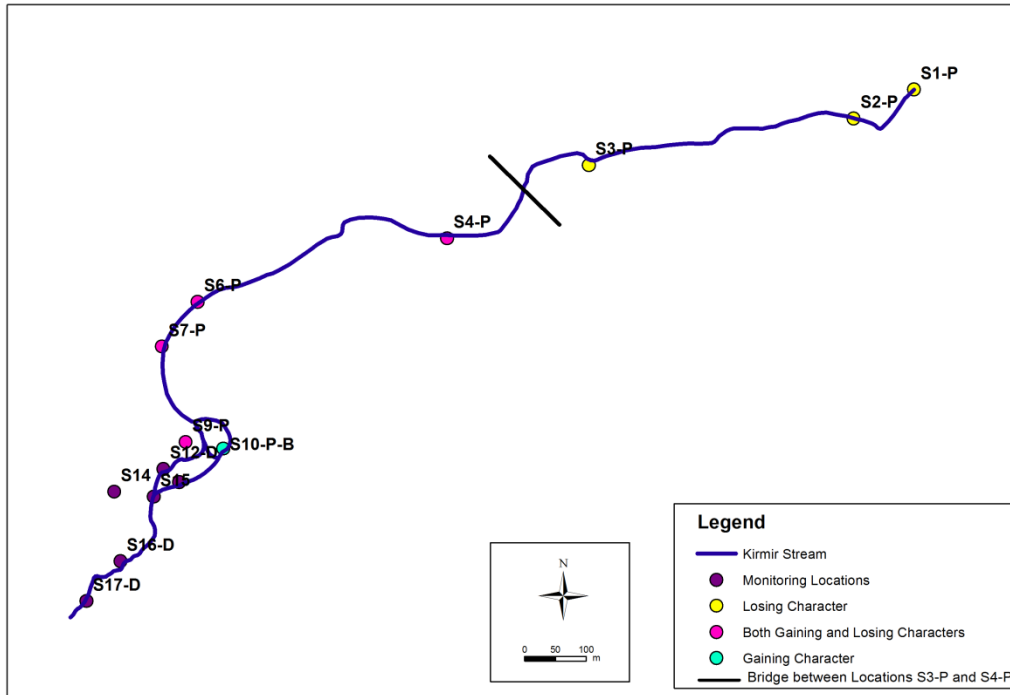 S1-P
S2-P
S3-P
S4-P
S6-P
S7-P
S9-P
S10-P-B
S12-D
S14
S15
S16-D
S17-D
N
0 50 100
m
Legend
Kirmir Stream
Monitoring Locations
Losing Character
Both Gaining and Losing Characters
Gaining Character
Bridge between Locations S3-P and S4-P